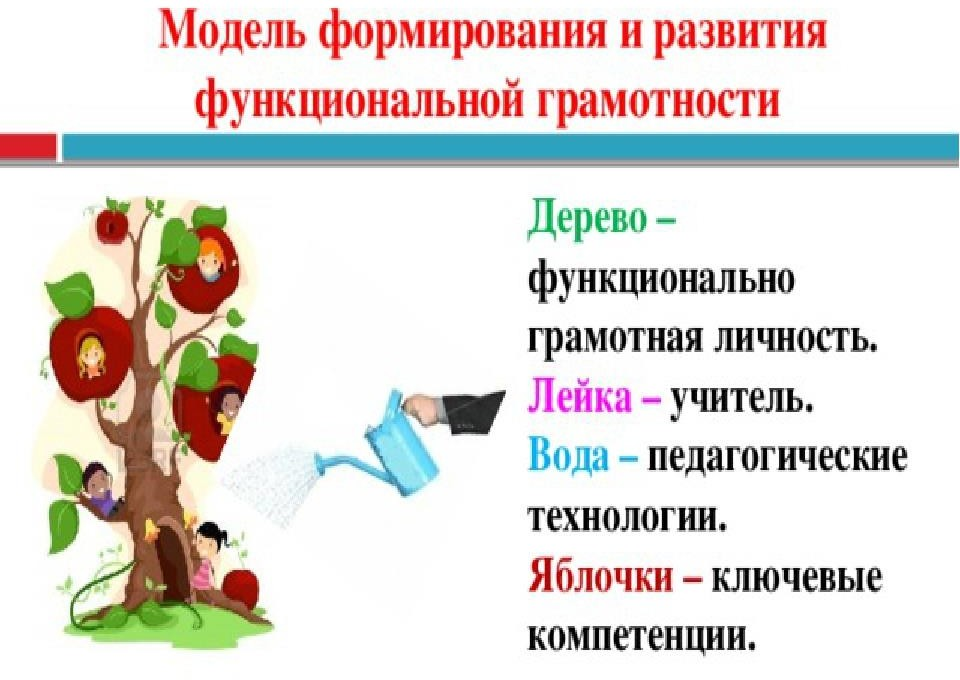 Модель формирования и развития
функциональной грамотности
Дерево –
функционально
грамотная личность.
Лейка – учитель.
Вода – педагогические
технологии.
Яблочки – ключевые
компетенции.